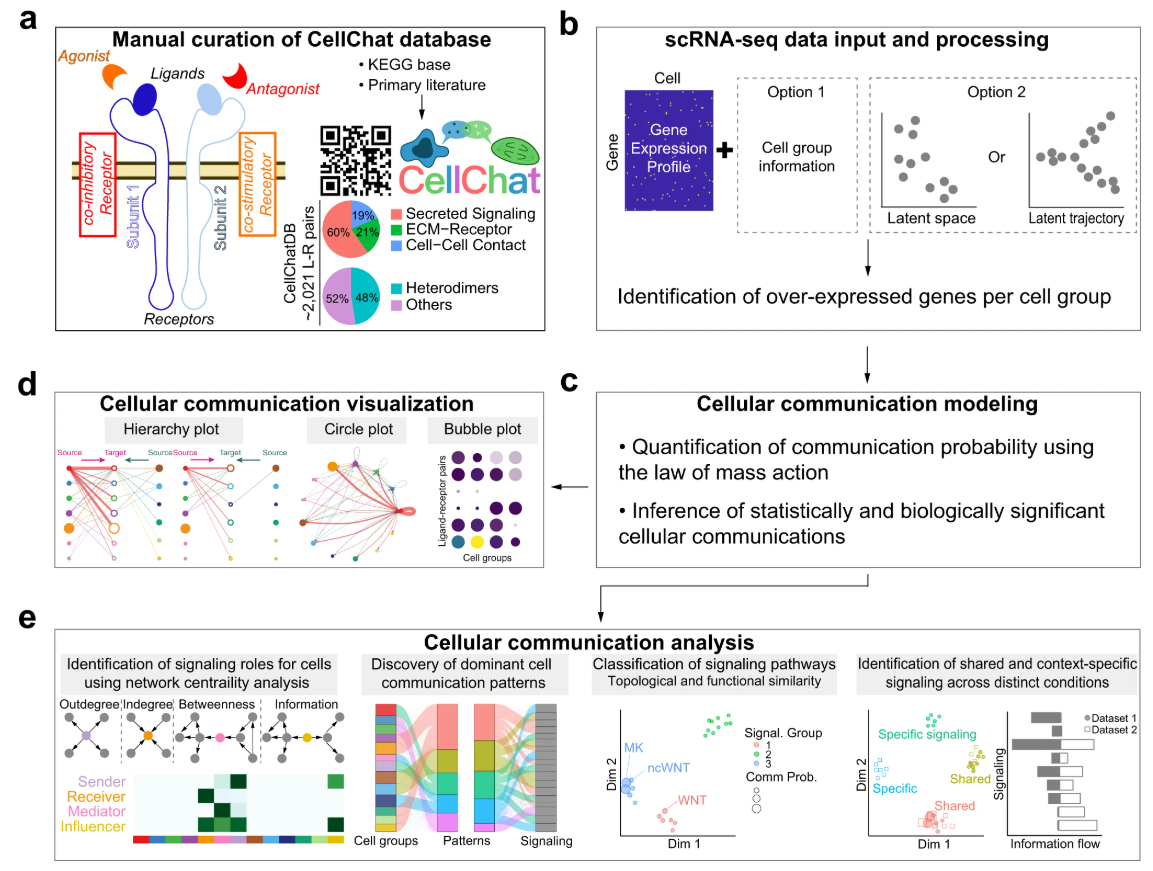 a
Manual curation of CellChat database
Agonist
Ligands
Antagonist
• KEGG base
• Primary literature
co-inhibitory
Receptor
Subunit 1
Subunit 2
co-stimulatory
Receptor
Receptors
CellChat
CellChatDB
~2,021 L-R pairs
19%
60%
21%
Secreted Signaling
ECM-Receptor
Cell-Cell Contact
52%
48%
Heterodimers
Others
b
scRNA-seq data input and processing
Cell
Gene
Gene
Expression
Profile
+
Option 1
Cell group
information
Option 2
Latent space
Or
Latent trajectory
Identification of over-expressed genes per cell group
c
Cellular communication modeling
• Quantification of communication probability using
the law of mass action
• Inference of statistically and biologically significant
cellular communications
d
Cellular communication visualization
Hierarchy plot
Circle plot
Bubble plot
Source
Target
Source
Source
Target
Source
Ligand-receptor pairs
Cell groups
e
Cellular communication analysis
Identification of signaling roles for cells
using network centraility analysis
Outdegree
Indegree
Betweenness
Information
Sender
Receiver
Mediator
Influencer
Discovery of dominant cell
communication patterns
Cell groups
Patterns
Signaling
Classification of signaling pathways
Topological and functional similarity
MK
ncWNT
WNT
Dim 2
Dim 1
Signal. Group
1
2
3
Comm Prob.
Identification of shared and context-specific
signaling across distinct conditions
Specific signaling
Shared
Specific
Shared
Dim 2
Dim 1
Dataset 1
Dataset 2
Signaling
Information flow